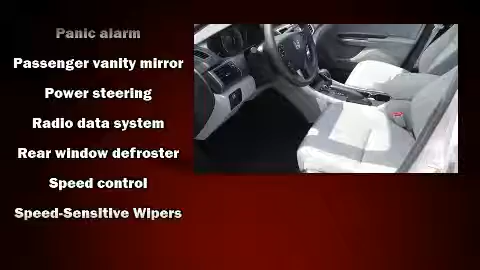 Panic alarm
Passenger vanity mirror
Power steering
Radio data system
Rear window defroster
Speed control
Speed-Sensitive Wipers